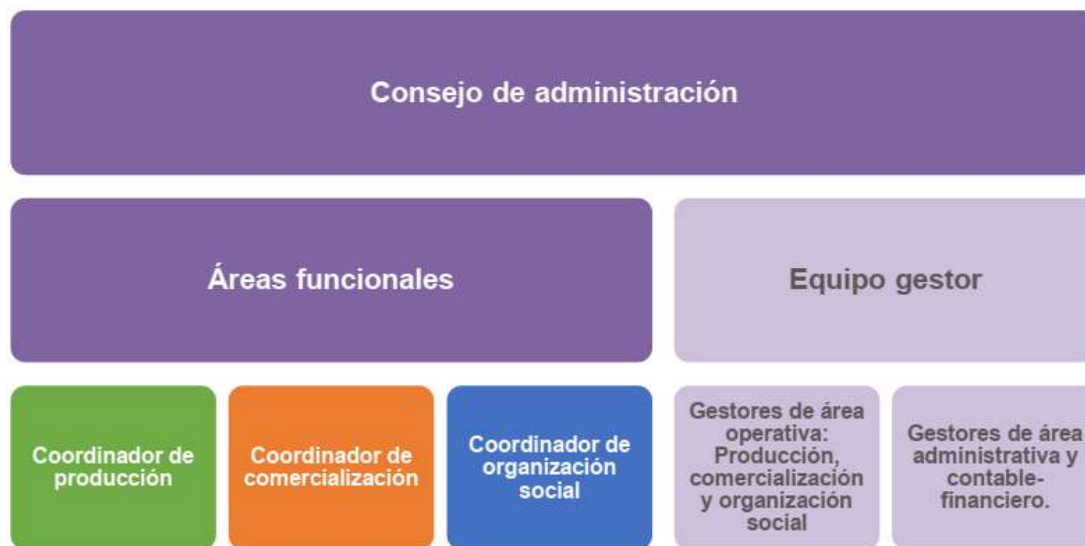 Consejo de administración
Áreas funcionales
Equipo gestor
Coordinador de
producción
Coordinador de
comercialización
Coordinador de
organización
social
Gestores de área
operativa:
Producción,
comercialización
y organización
social
Gestores de área
administrativa y
contable-
financiero.